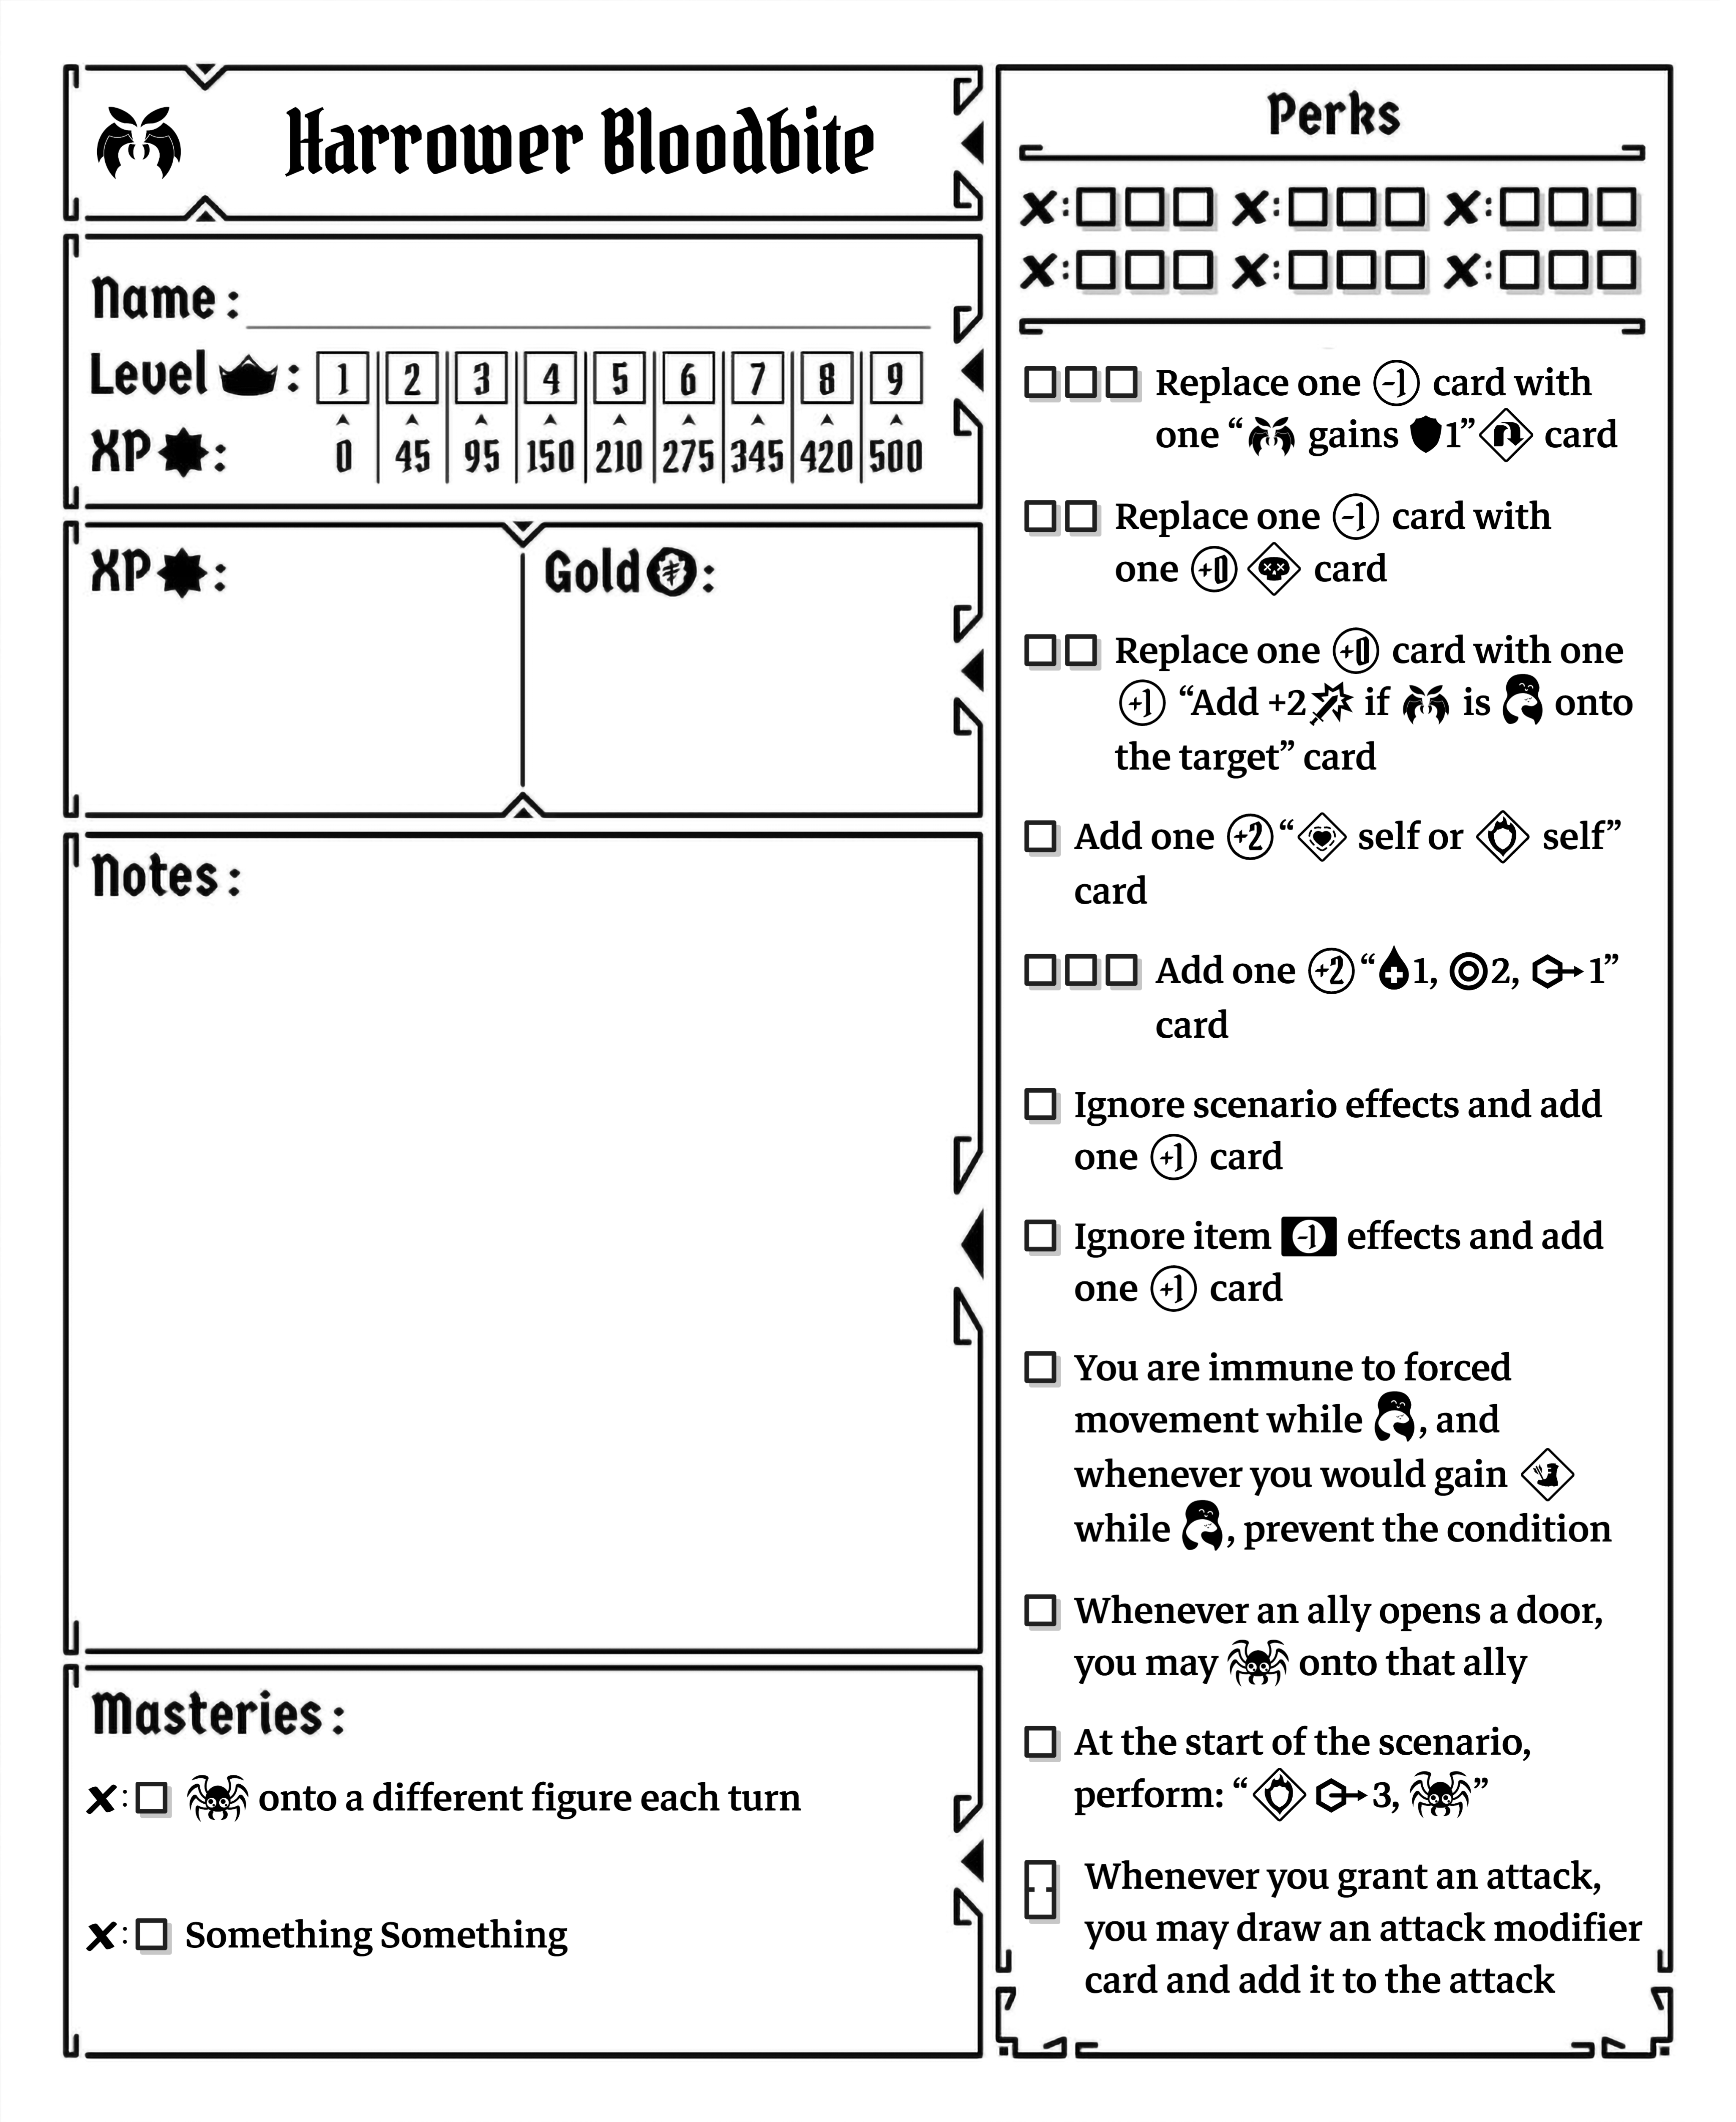 Harrower Bloodbite
Name:
Level: 1 2 3 4 5 6 7 8 9
XP: 0 45 95 150 210 275 345 420 500
XP:
Gold:
Notes:
Masteries:
x: onto a different figure each turn
x: Something Something
Perks
x: x: x:
x: x: x:
Replace one -1 card with
one “ gains 1” card
Replace one -1 card with
one +0 card
Replace one +0 card with one
+1 “Add +2 if is onto
the target” card
Add one +2 “ self or self”
card
Add one +2 “ 1, 2, 1”
card
Ignore scenario effects and add
one +1 card
Ignore item -1 effects and add
one +1 card
You are immune to forced
movement while , and
whenever you would gain
while , prevent the condition
Whenever an ally opens a door,
you may onto that ally
At the start of the scenario,
perform: “ 3, ”
Whenever you grant an attack,
you may draw an attack modifier
card and add it to the attack